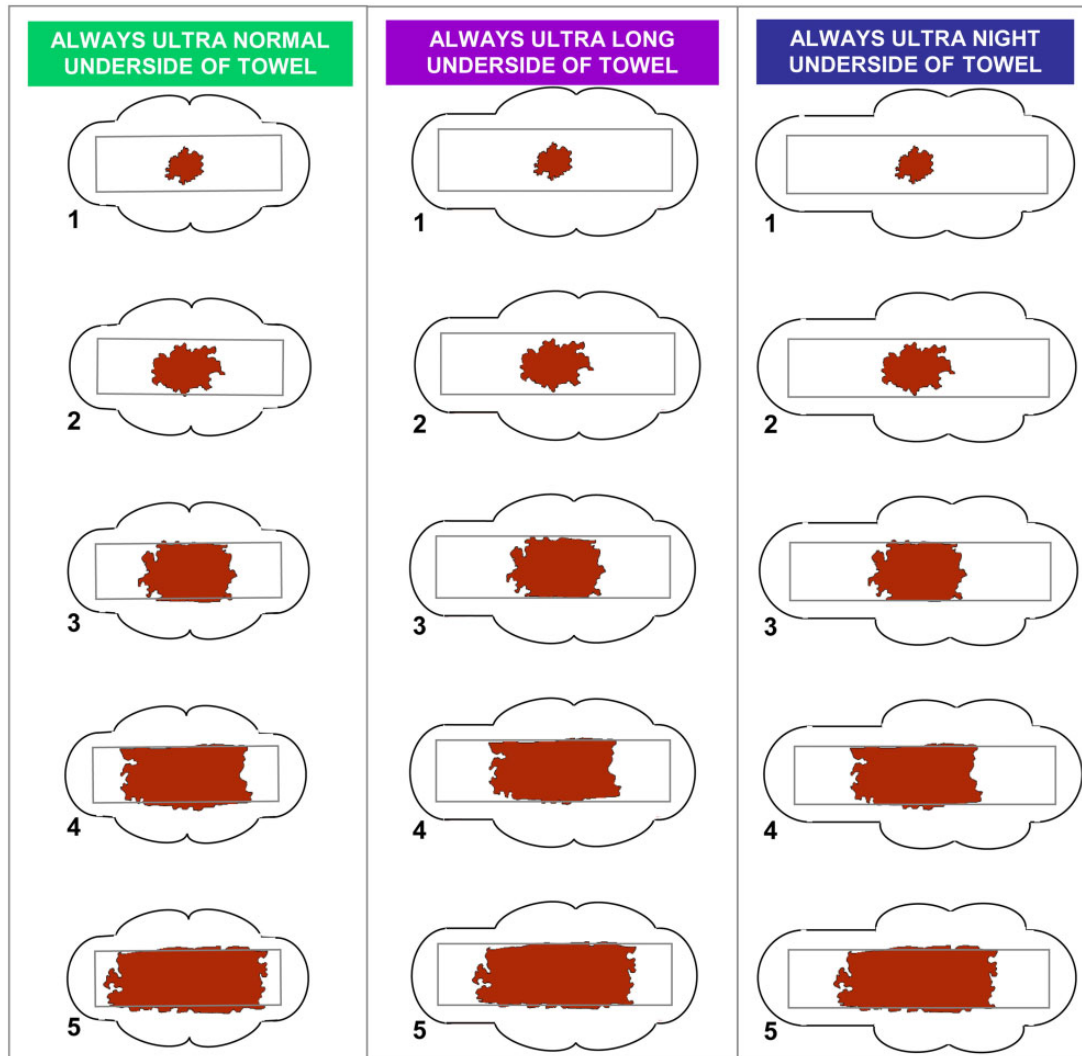 ALWAYS ULTRA NORMAL
UNDERSIDE OF TOWEL
1
2
3
4
5
ALWAYS ULTRA LONG
UNDERSIDE OF TOWEL
1
2
3
4
5
ALWAYS ULTRA NIGHT
UNDERSIDE OF TOWEL
1
2
3
4
5